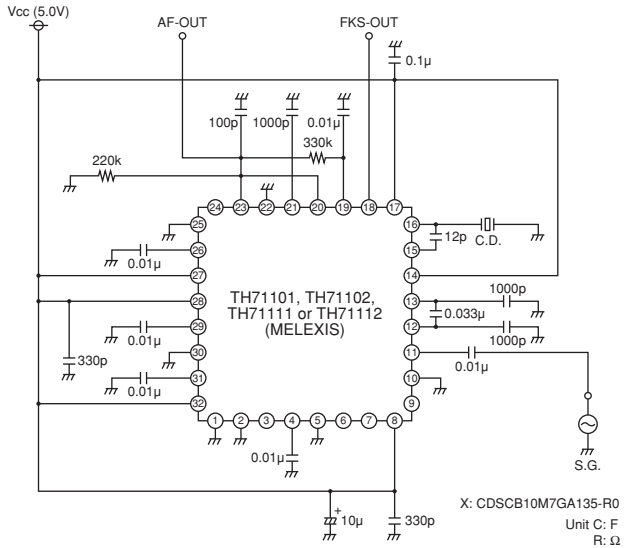 Vcc (5.0V)
AF-OUT
FKS-OUT
0.1µ
100p
1000p
0.01µ
330k
220k
24
23
22
21
20
19
18
17
25
16
12p
C.D.
26
15
0.01µ
27
14
TH71101, TH71102,
TH71111 or TH71112
(MELEXIS)
28
13
1000p
0.033µ
29
12
0.01µ
1000p
330p
30
11
0.01µ
31
10
0.01µ
32
9
1
2
3
4
5
6
7
8
S.G.
0.01µ
X: CDSCB10M7GA135-R0
+
10µ
330p
Unit C: F
R: Ω